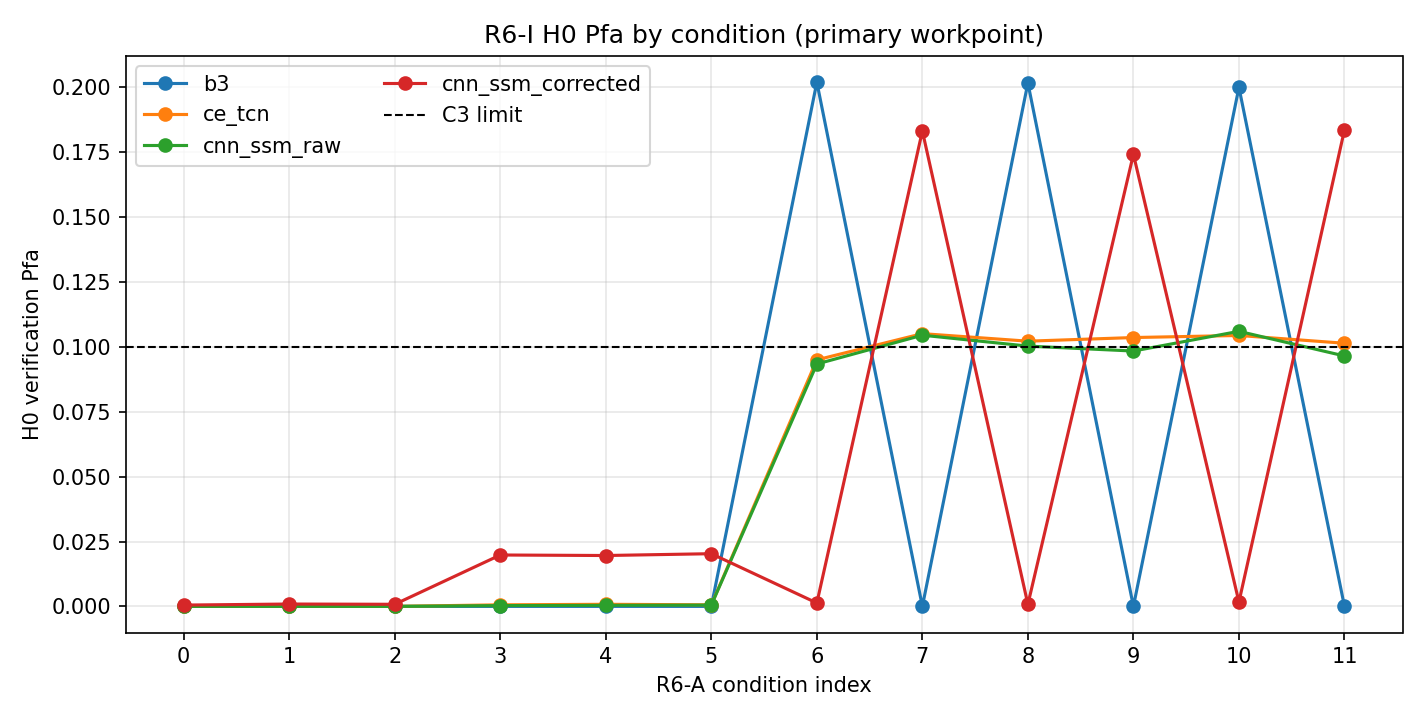 R6-I H0 Pfa by condition (primary workpoint)
b3
ce_tcn
cnn_ssm_raw
cnn_ssm_corrected
C3 limit
H0 verification Pfa
0.200
0.175
0.150
0.125
0.100
0.075
0.050
0.025
0.000
0 1 2 3 4 5 6 7 8 9 10 11
R6-A condition index